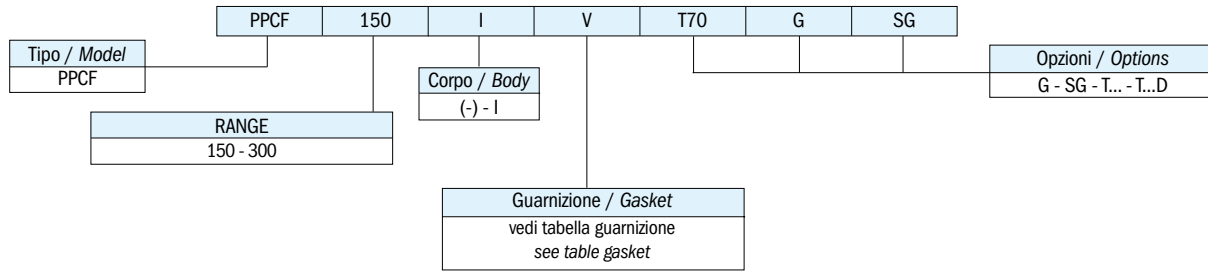 PPCF 150 I V T70 G SG
Tipo / Model
PPCF
Opzioni / Options
G - SG - T... - T...D
Corpo / Body
(-) - I
RANGE
150 - 300
Guarnizione / Gasket
vedi tabella guarnizione
see table gasket